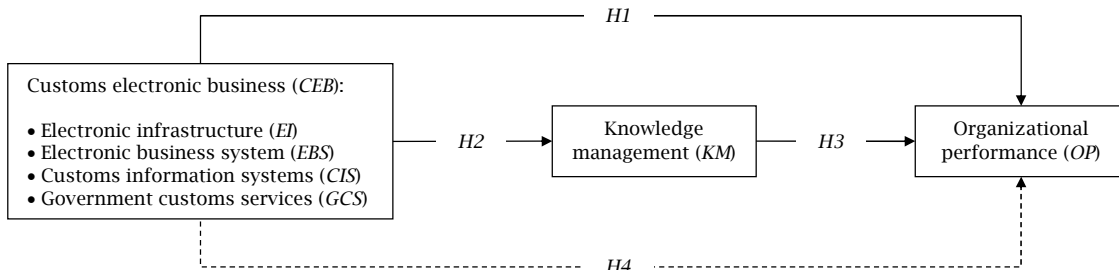 H1
Customs electronic business (CEB):
• Electronic infrastructure (EI)
• Electronic business system (EBS)
• Customs information systems (CIS)
• Government customs services (GCS)
H2
Knowledge
management (KM)
H3
Organizational
performance (OP)
H4